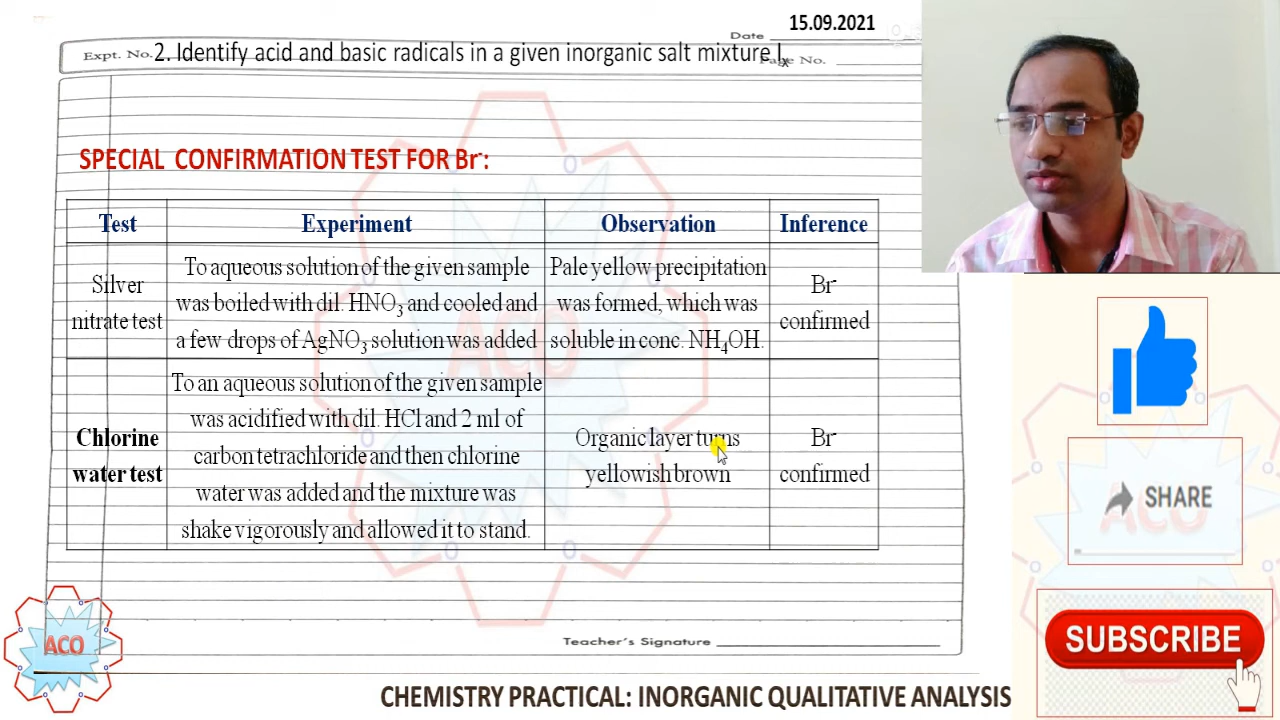 15.09.2021
Date
Expt. No. 2. Identify acid and basic radicals in a given inorganic salt mixture Ix
Page No.
SPECIAL CONFIRMATION TEST FOR Br-:
Test Experiment Observation Inference
Silver
nitrate test
To aqueous solution of the given sample
was boiled with dil. HNO3 and cooled and
a few drops of AgNO3 solution was added
Pale yellow precipitation
was formed, which was
soluble in conc. NH4OH.
Br-
confirmed
Chlorine
water test
To an aqueous solution of the given sample
was acidified with dil. HCl and 2 ml of
carbon tetrachloride and then chlorine
water was added and the mixture was
shake vigorously and allowed it to stand.
Organic layer turns
yellowish brown
Br-
confirmed
SHARE
SUBSCRIBE
ACO
ACO
ACO
Teacher's Signature
CHEMISTRY PRACTICAL: INORGANIC QUALITATIVE ANALYSIS